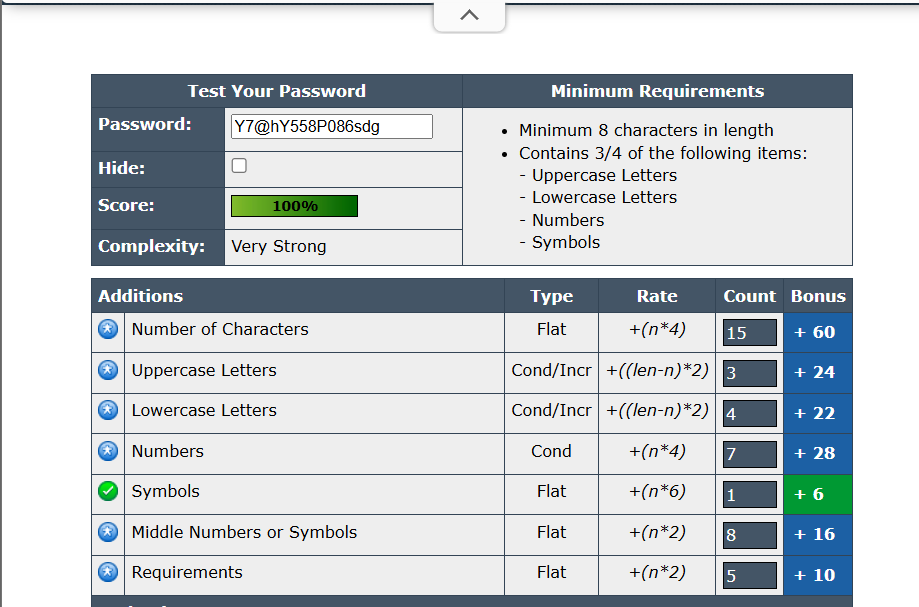 Test Your Password Minimum Requirements
Password: Y7@hY558P086sdg
• Minimum 8 characters in length
• Contains 3/4 of the following items:
- Uppercase Letters
- Lowercase Letters
- Numbers
- Symbols
Hide:
Score: 100%
Complexity: Very Strong
Additions Type Rate Count Bonus
Number of Characters Flat +(n*4) 15 + 60
Uppercase Letters Cond/Incr +((len-n)*2) 3 + 24
Lowercase Letters Cond/Incr +((len-n)*2) 4 + 22
Numbers Cond +(n*4) 7 + 28
Symbols Flat +(n*6) 1 + 6
Middle Numbers or Symbols Flat +(n*2) 8 + 16
Requirements Flat +(n*2) 5 + 10